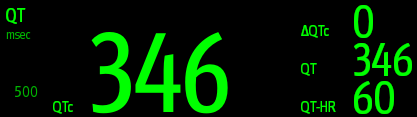 QT
msec
500
QTc 346
ΔQTc 0
QT 346
QT-HR 60